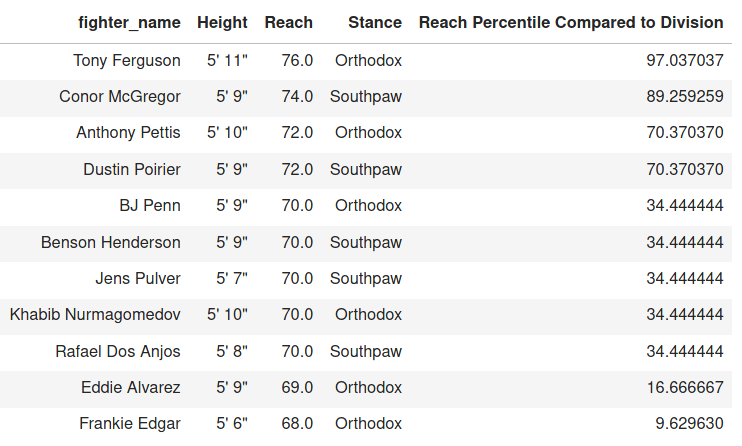 fighter_name Height Reach Stance Reach Percentile Compared to Division
Tony Ferguson 5' 11" 76.0 Orthodox 97.037037
Conor McGregor 5' 9" 74.0 Southpaw 89.259259
Anthony Pettis 5' 10" 72.0 Orthodox 70.370370
Dustin Poirier 5' 9" 72.0 Southpaw 70.370370
BJ Penn 5' 9" 70.0 Orthodox 34.444444
Benson Henderson 5' 9" 70.0 Southpaw 34.444444
Jens Pulver 5' 7" 70.0 Southpaw 34.444444
Khabib Nurmagomedov 5' 10" 70.0 Orthodox 34.444444
Rafael Dos Anjos 5' 8" 70.0 Southpaw 34.444444
Eddie Alvarez 5' 9" 69.0 Orthodox 16.666667
Frankie Edgar 5' 6" 68.0 Orthodox 9.629630